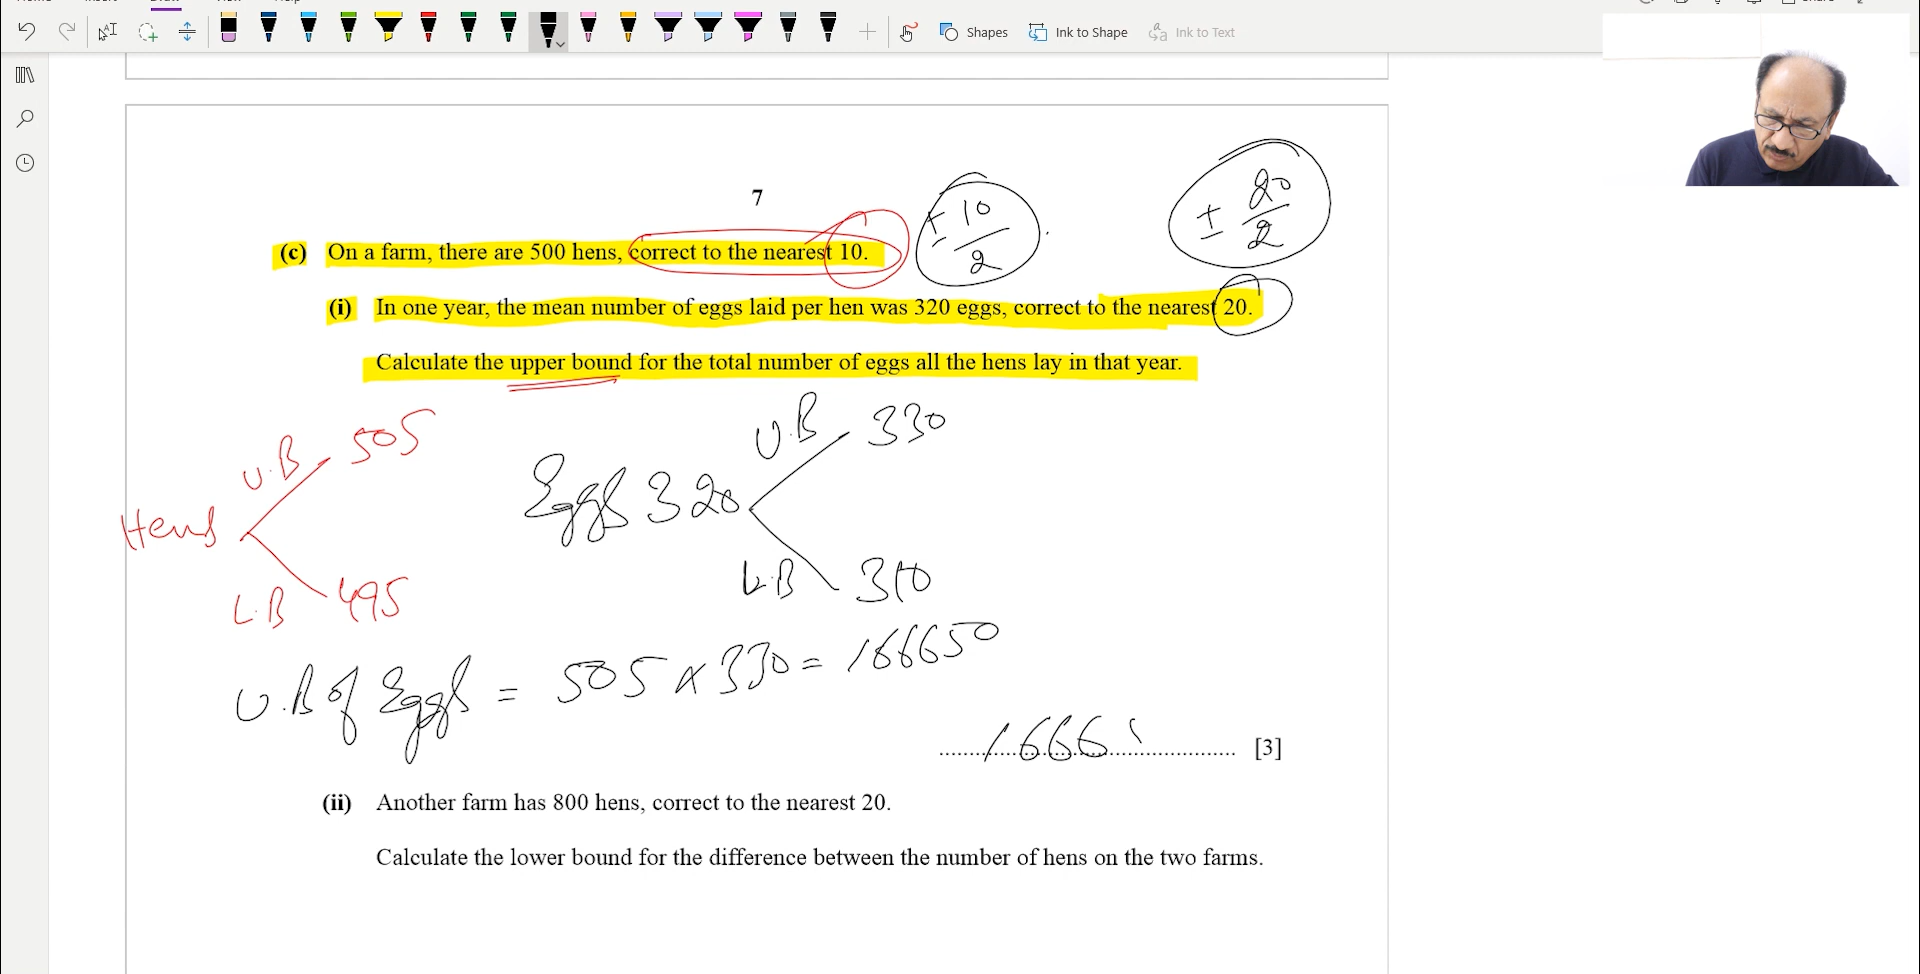 Shapes Ink to Shape Ink to Text
7
± 10/2
± 20/2
(c) On a farm, there are 500 hens, correct to the nearest 10.
(i) In one year, the mean number of eggs laid per hen was 320 eggs, correct to the nearest 20.
Calculate the upper bound for the total number of eggs all the hens lay in that year.
Hens
U.B 505
L.B 495
Eggs 320
U.B 330
L.B 310
U.B of Eggs = 505 x 330 = 166650
1666 [3]
(ii) Another farm has 800 hens, correct to the nearest 20.
Calculate the lower bound for the difference between the number of hens on the two farms.